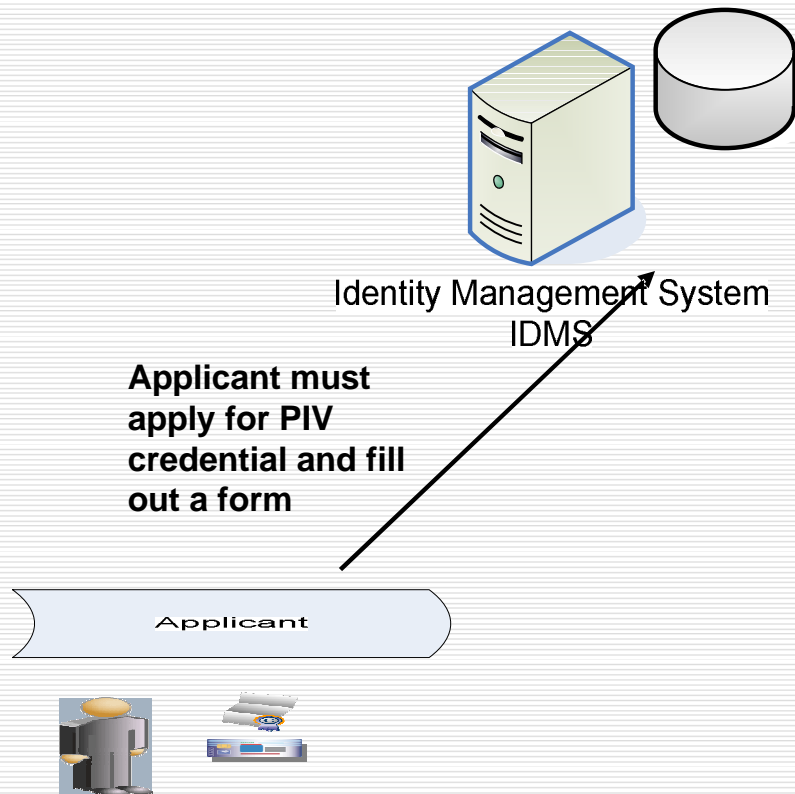 Identity Management System
IDMS
Applicant must
apply for PIV
credential and fill
out a form
Applicant